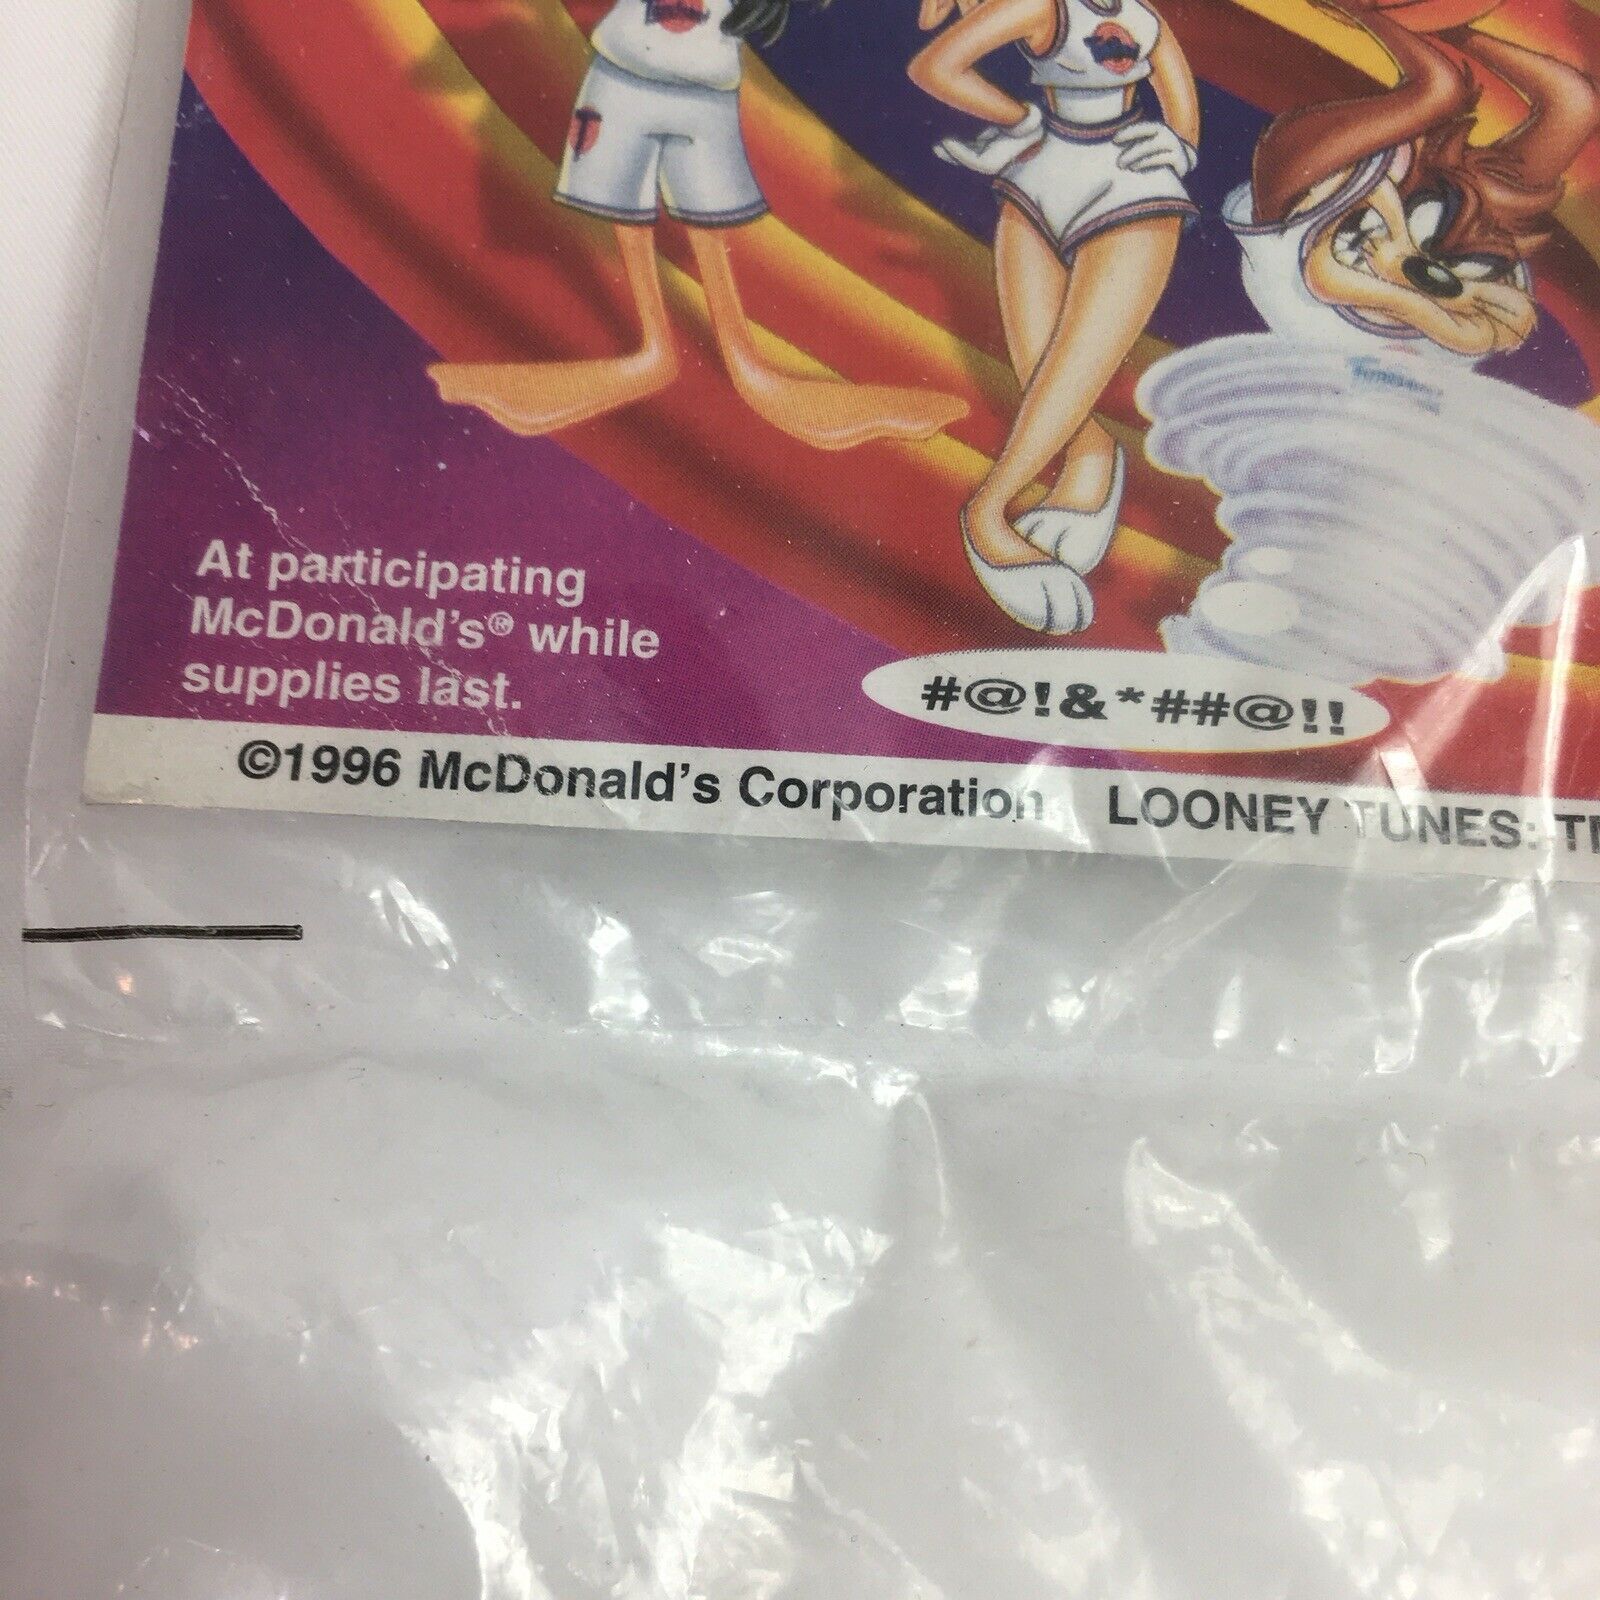 At participating
McDonald's® while
supplies last.
#@!&*##@!!
©1996 McDonald's Corporation LOONEY TUNES: